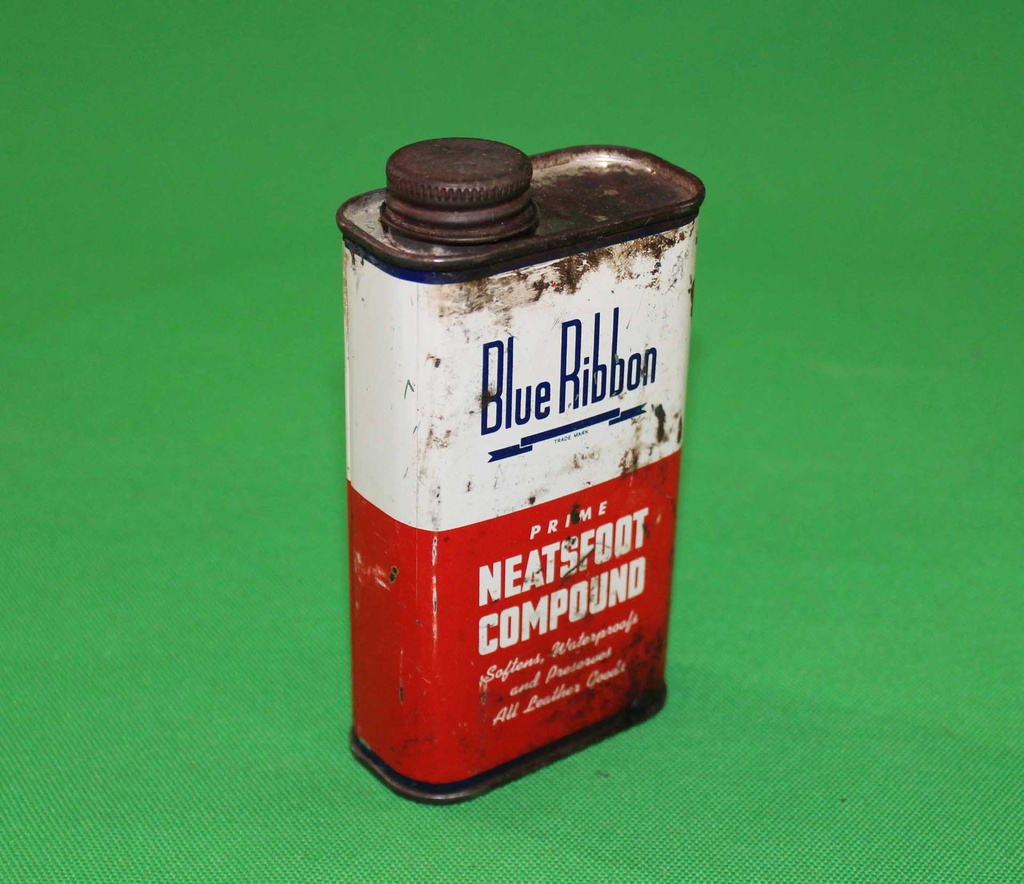 Blue Ribbon
TRADE MARK
PRIME
NEATSFOOT
COMPOUND
Softens, Waterproofs
and Preserves
All Leather Goods